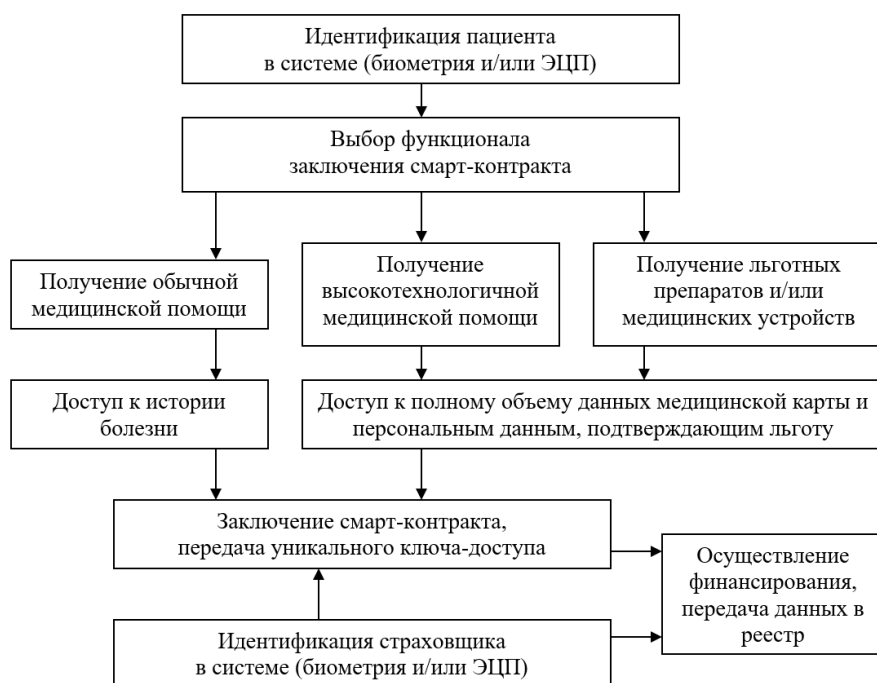 Идентификация пациента
в системе (биометрия и/или ЭЦП)
Выбор функционала
заключения смарт-контракта
Получение обычной
медицинской помощи
Получение
высокотехнологичной
медицинской помощи
Получение льготных
препаратов и/или
медицинских устройств
Доступ к истории
болезни
Доступ к полному объему данных медицинской карты и
персональным данным, подтверждающим льготу
Заключение смарт-контракта,
передача уникального ключа-доступа
Осуществление
финансирования,
передача данных в
реестр
Идентификация страховщика
в системе (биометрия и/или ЭЦП)